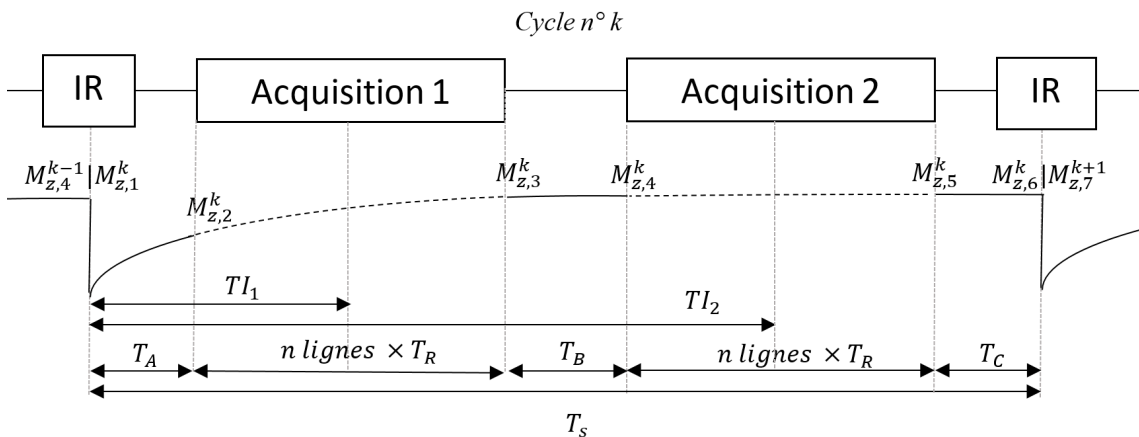 Cycle n° k
IR
Acquisition 1
Acquisition 2
IR
M_{z,4}^{k-1} | M_{z,1}^{k}
M_{z,2}^{k}
M_{z,3}^{k}
M_{z,4}^{k}
M_{z,5}^{k}
M_{z,6}^{k} | M_{z,7}^{k+1}
TI_1
TI_2
T_A
n lignes × T_R
T_B
n lignes × T_R
T_C
T_s